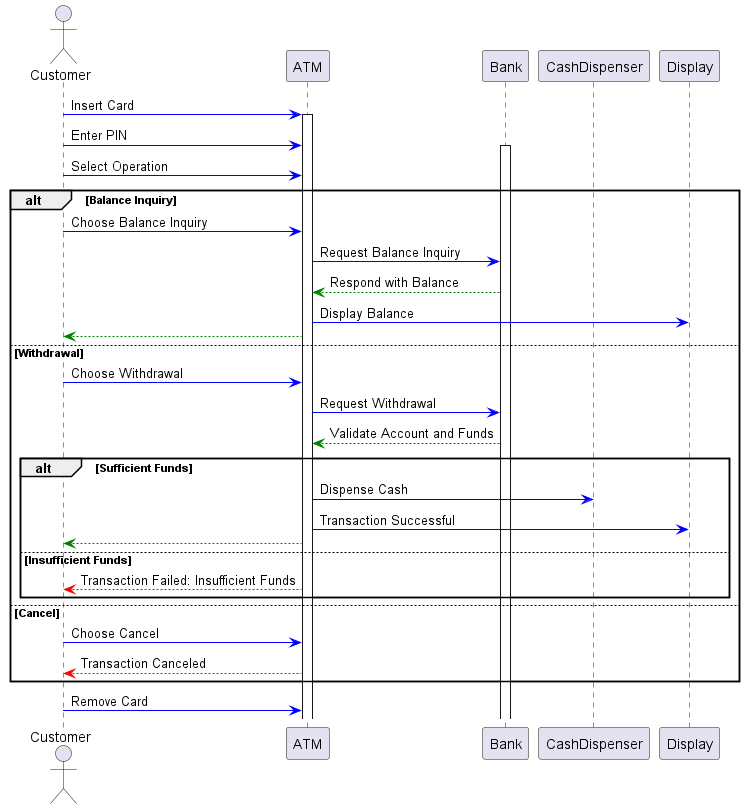 Customer
ATM
Bank
CashDispenser
Display
Insert Card
Enter PIN
Select Operation
alt
[Balance Inquiry]
Choose Balance Inquiry
Request Balance Inquiry
Respond with Balance
Display Balance
[Withdrawal]
Choose Withdrawal
Request Withdrawal
Validate Account and Funds
alt
[Sufficient Funds]
Dispense Cash
Transaction Successful
[Insufficient Funds]
Transaction Failed: Insufficient Funds
[Cancel]
Choose Cancel
Transaction Canceled
Remove Card
Customer
ATM
Bank
CashDispenser
Display